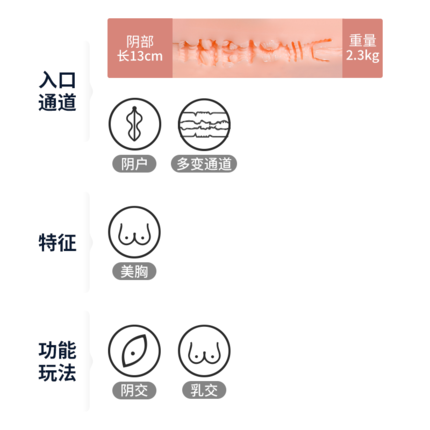 阴部
长13cm
重量
2.3kg
入口
通道
阴户
多变通道
特征
美胸
功能
玩法
阴交
乳交